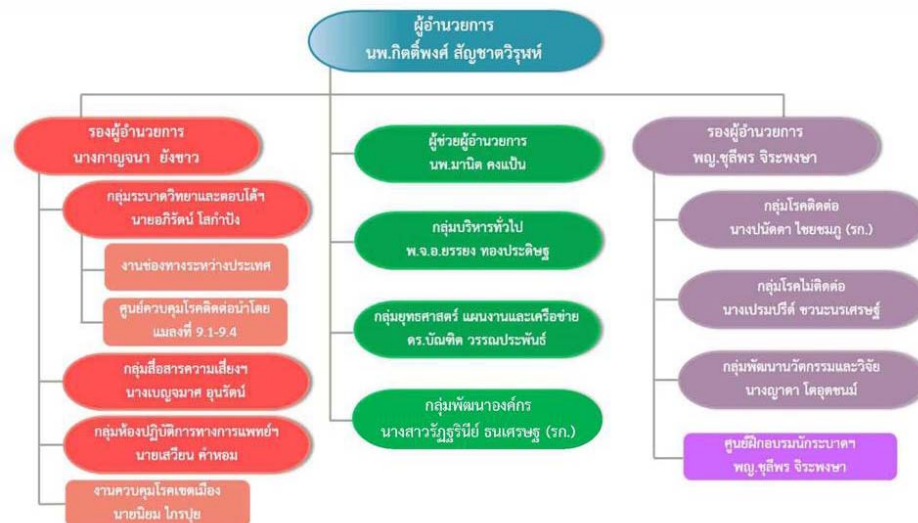 ผู้อำนวยการ
นพ.กิตติ์พงศ์ สัญชาตวิรุฬห์
รองผู้อำนวยการ
นางกาญจนา ยังขาว
กลุ่มระบาดวิทยาและตอบโต้ฯ
นายอภิรัตน์ โสกำปัง
งานช่องทางระหว่างประเทศ
ศูนย์ควบคุมโรคติดต่อนำโดย
แมลงที่ 9.1-9.4
กลุ่มสื่อสารความเสี่ยงฯ
นางเบญจมาศ อุนรัตน์
กลุ่มห้องปฏิบัติการทางการแพทย์ฯ
นายเสวียน คำหอม
งานควบคุมโรคเขตเมือง
นายนิยม ไกรปุย
ผู้ช่วยผู้อำนวยการ
นพ.มานิต คงแป้น
กลุ่มบริหารทั่วไป
พ.จ.อ.ยรรยง ทองประดิษฐ
กลุ่มยุทธศาสตร์ แผนงานและเครือข่าย
ดร.บัณฑิต วรรณประพันธ์
กลุ่มพัฒนาองค์กร
นางสาวรัฏฐรินีย์ ธนเศรษฐ (รก.)
รองผู้อำนวยการ
พญ.ชุลีพร จิระพงษา
กลุ่มโรคติดต่อ
นางปนัดดา ไชยชมภู (รก.)
กลุ่มโรคไม่ติดต่อ
นางเปรมปรีด์ ชวนะนรเศรษฐ์
กลุ่มพัฒนานวัตกรรมและวิจัย
นางญาดา โตอุตชนม์
ศูนย์ฝึกอบรมนักระบาดฯ
พญ.ชุลีพร จิระพงษา